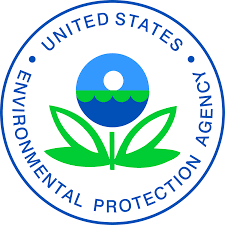 UNITED STATES
ENVIRONMENTAL PROTECTION AGENCY